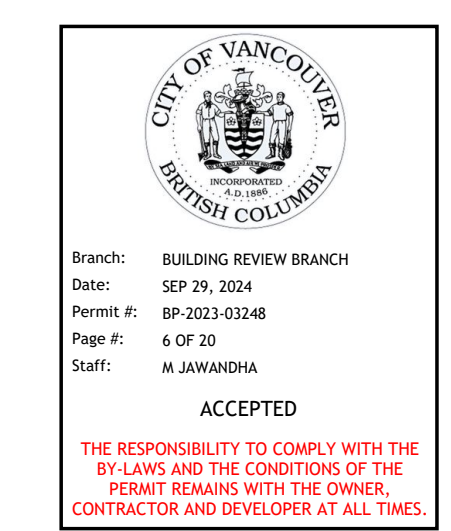 CITY OF VANCOUVER
INCORPORATED
A.D.1886
BRITISH COLUMBIA
Branch: BUILDING REVIEW BRANCH
Date: SEP 29, 2024
Permit #: BP-2023-03248
Page #: 6 OF 20
Staff: M JAWANDHA
ACCEPTED
THE RESPONSIBILITY TO COMPLY WITH THE
BY-LAWS AND THE CONDITIONS OF THE
PERMIT REMAINS WITH THE OWNER,
CONTRACTOR AND DEVELOPER AT ALL TIMES.